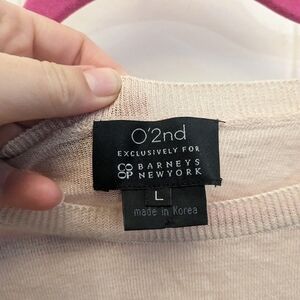 O'2nd
EXCLUSIVELY FOR
CO
OP
BARNEYS
NEWYORK
L
made in Korea